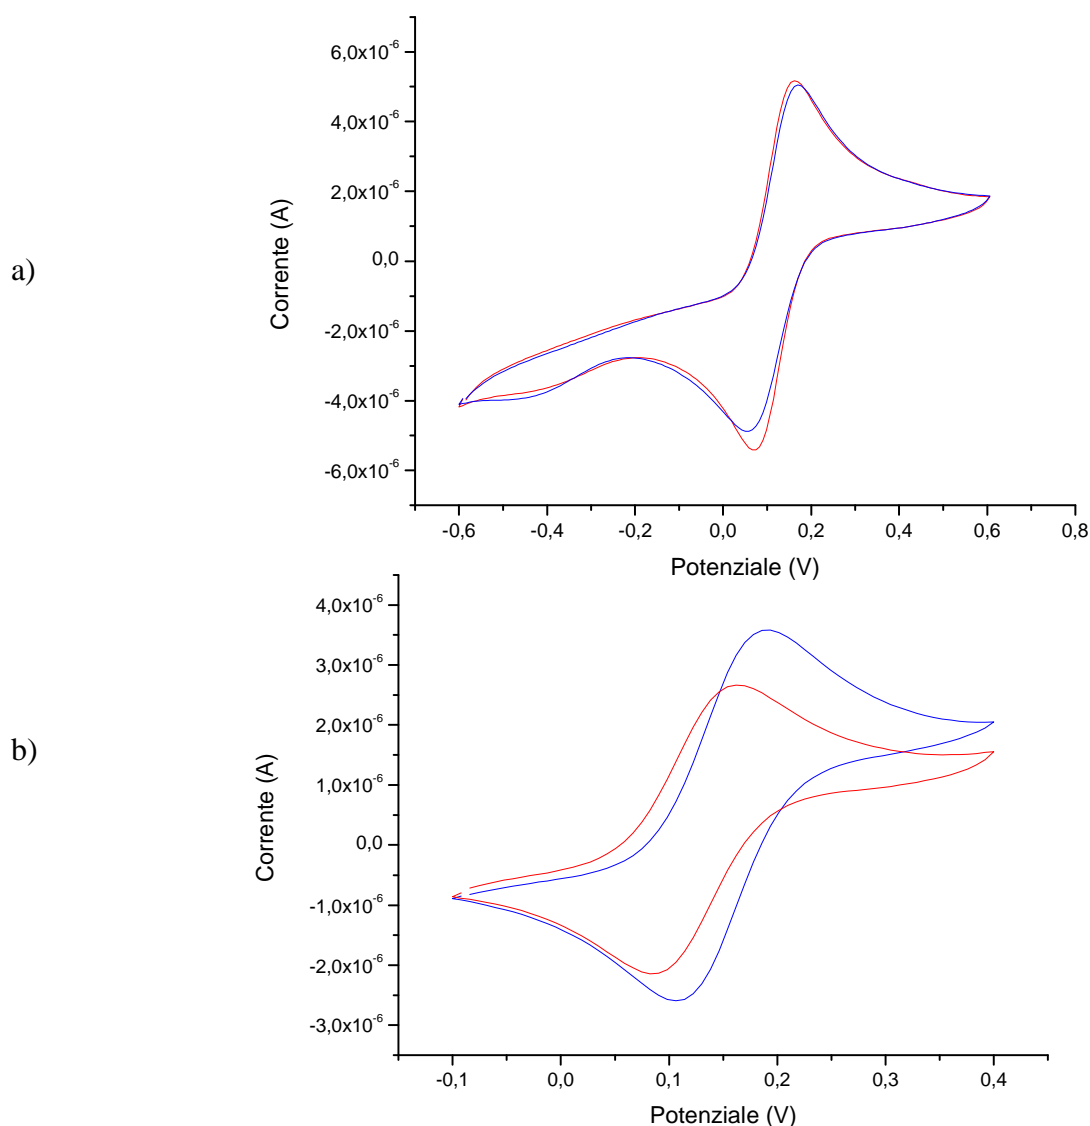 a)
Corrente (A)
6,0x10⁻⁶
4,0x10⁻⁶
2,0x10⁻⁶
0,0
-2,0x10⁻⁶
-4,0x10⁻⁶
-6,0x10⁻⁶
-0,6 -0,4 -0,2 0,0 0,2 0,4 0,6 0,8
Potenziale (V)
b)
Corrente (A)
4,0x10⁻⁶
3,0x10⁻⁶
2,0x10⁻⁶
1,0x10⁻⁶
0,0
-1,0x10⁻⁶
-2,0x10⁻⁶
-3,0x10⁻⁶
-0,1 0,0 0,1 0,2 0,3 0,4
Potenziale (V)